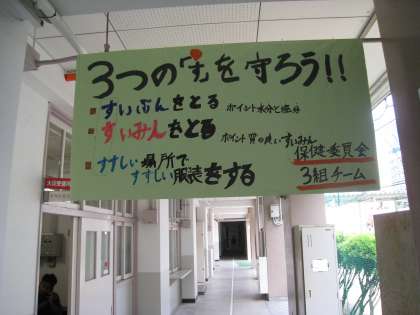 3つの「す」を守ろう!!
すいぶんをとる ポイント水分と塩分
すいみんをとる ポイント 質の良いすいみん
すずしい場所で
すずしい服装をする
保健委員会
3組チーム